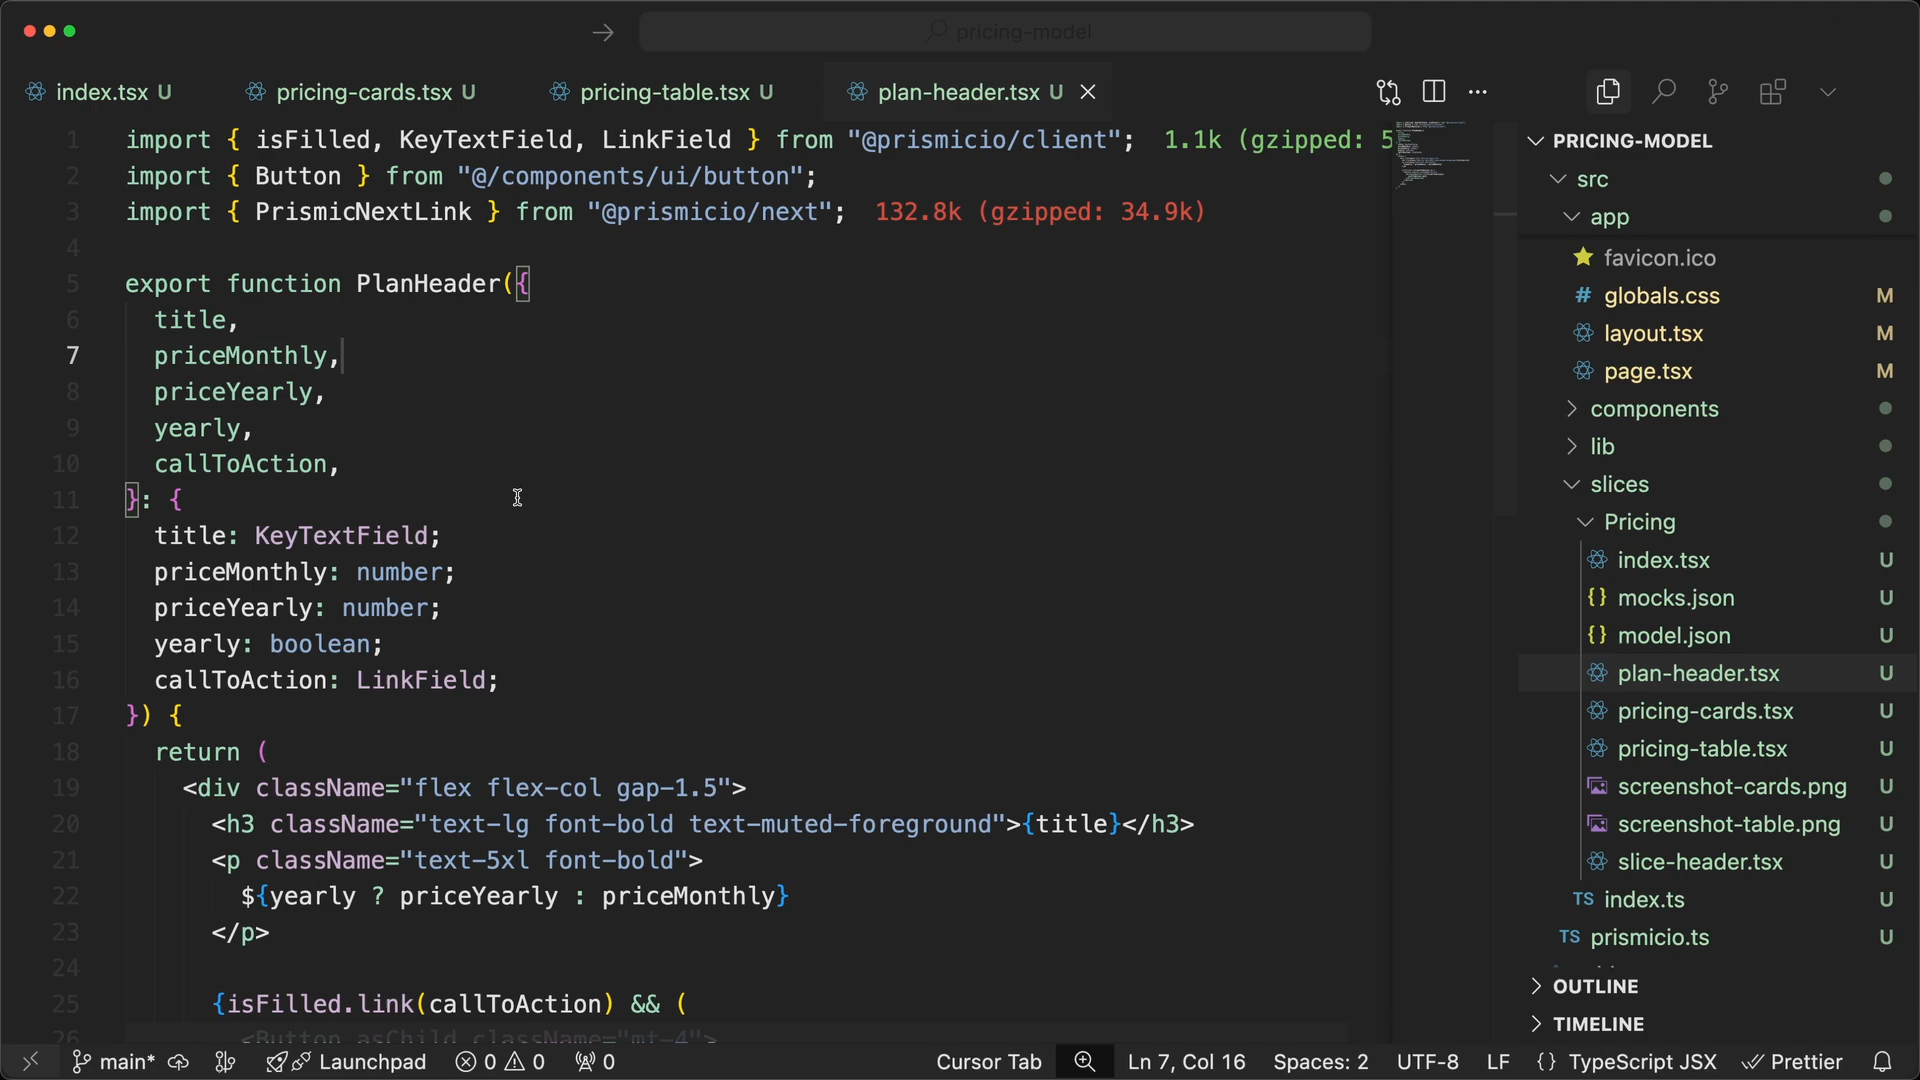 pricing-model
index.tsx U
pricing-cards.tsx U
pricing-table.tsx U
plan-header.tsx U
1 import { isFilled, KeyTextField, LinkField } from "@prismicio/client"; 1.1k (gzipped: 5
2 import { Button } from "@/components/ui/button";
3 import { PrismicNextLink } from "@prismicio/next"; 132.8k (gzipped: 34.9k)
4
5 export function PlanHeader({
6 title,
7 priceMonthly,
8 priceYearly,
9 yearly,
10 callToAction,
11 }: {
12 title: KeyTextField;
13 priceMonthly: number;
14 priceYearly: number;
15 yearly: boolean;
16 callToAction: LinkField;
17 }) {
18 return (
19 <div className="flex flex-col gap-1.5">
20 <h3 className="text-lg font-bold text-muted-foreground">{title}</h3>
21 <p className="text-5xl font-bold">
22 ${yearly ? priceYearly : priceMonthly}
23 </p>
24
25 {isFilled.link(callToAction) && (
26 <Button asChild className="mt-4">
PRICING-MODEL
src
app
favicon.ico
# globals.css M
layout.tsx M
page.tsx M
components
lib
slices
Pricing
index.tsx U
{} mocks.json U
{} model.json U
plan-header.tsx U
pricing-cards.tsx U
pricing-table.tsx U
screenshot-cards.png U
screenshot-table.png U
slice-header.tsx U
TS index.ts U
TS prismicio.ts U
OUTLINE
TIMELINE
main* Launchpad 0 0 0 Cursor Tab Ln 7, Col 16 Spaces: 2 UTF-8 LF {} TypeScript JSX Prettier